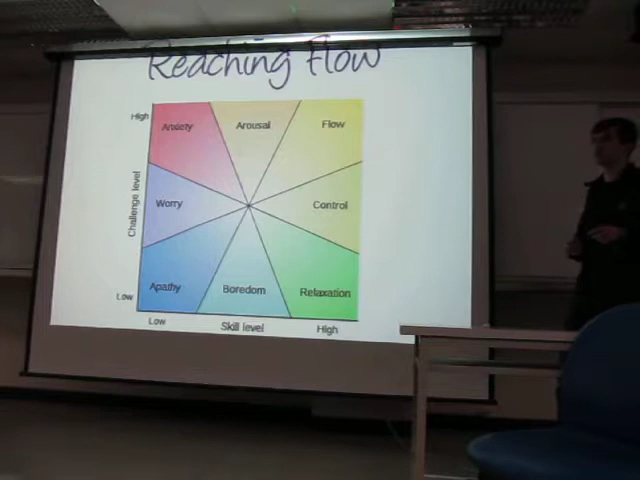 Reaching Flow
High
Anxiety
Arousal
Flow
Challenge level
Worry
Control
Apathy
Boredom
Relaxation
Low
Low
Skill level
High